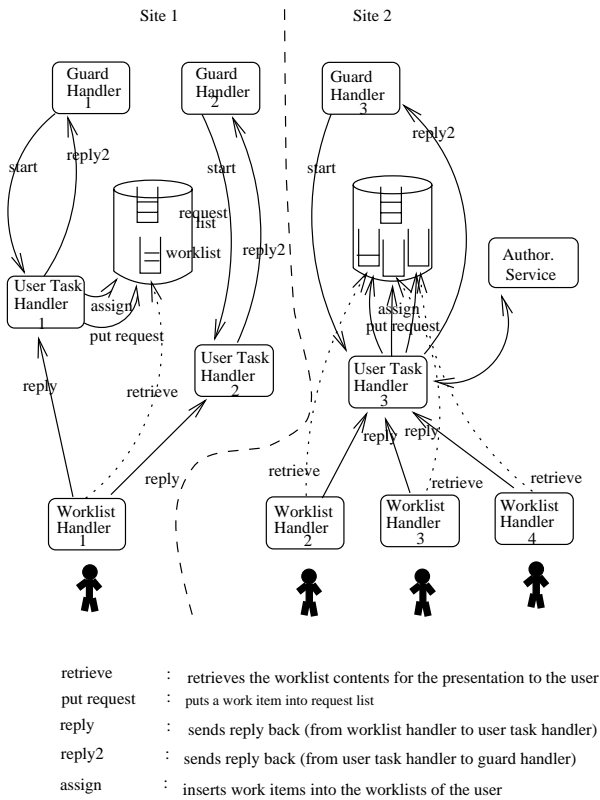 Site 1
Site 2
Guard
Handler
1
Guard
Handler
2
Guard
Handler
3
start
reply2
start
reply2
start
reply2
request
list
worklist
Author.
Service
User Task
Handler
1
assign
put request
assign
put request
User Task
Handler
2
User Task
Handler
3
reply
retrieve
reply
reply
reply
retrieve
retrieve
retrieve
Worklist
Handler
1
Worklist
Handler
2
Worklist
Handler
3
Worklist
Handler
4
retrieve : retrieves the worklist contents for the presentation to the user
put request : puts a work item into request list
reply : sends reply back (from worklist handler to user task handler)
reply2 : sends reply back (from user task handler to guard handler)
assign : inserts work items into the worklists of the user